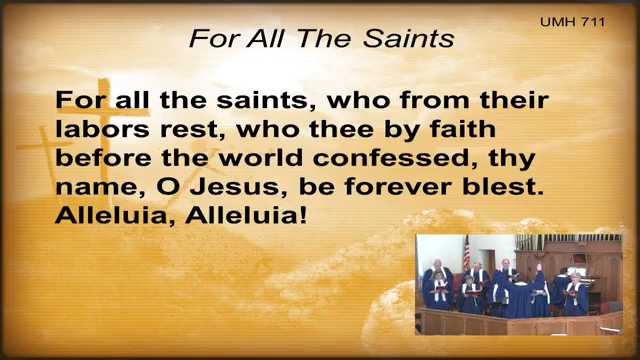 UMH 711
For All The Saints
For all the saints, who from their
labors rest, who thee by faith
before the world confessed, thy
name, O Jesus, be forever blest.
Alleluia, Alleluia!